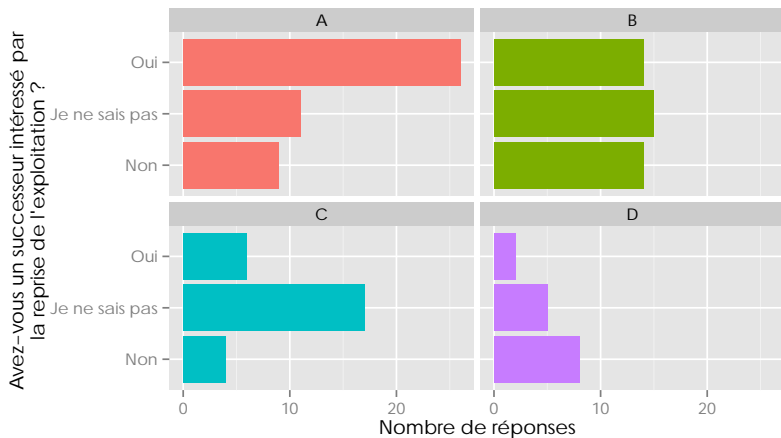 Avez-vous un successeur intéressé par
la reprise de l'exploitation ?
A
B
Oui
Je ne sais pas
Non
C
D
Oui
Je ne sais pas
Non
0 10 20 0 10 20
Nombre de réponses